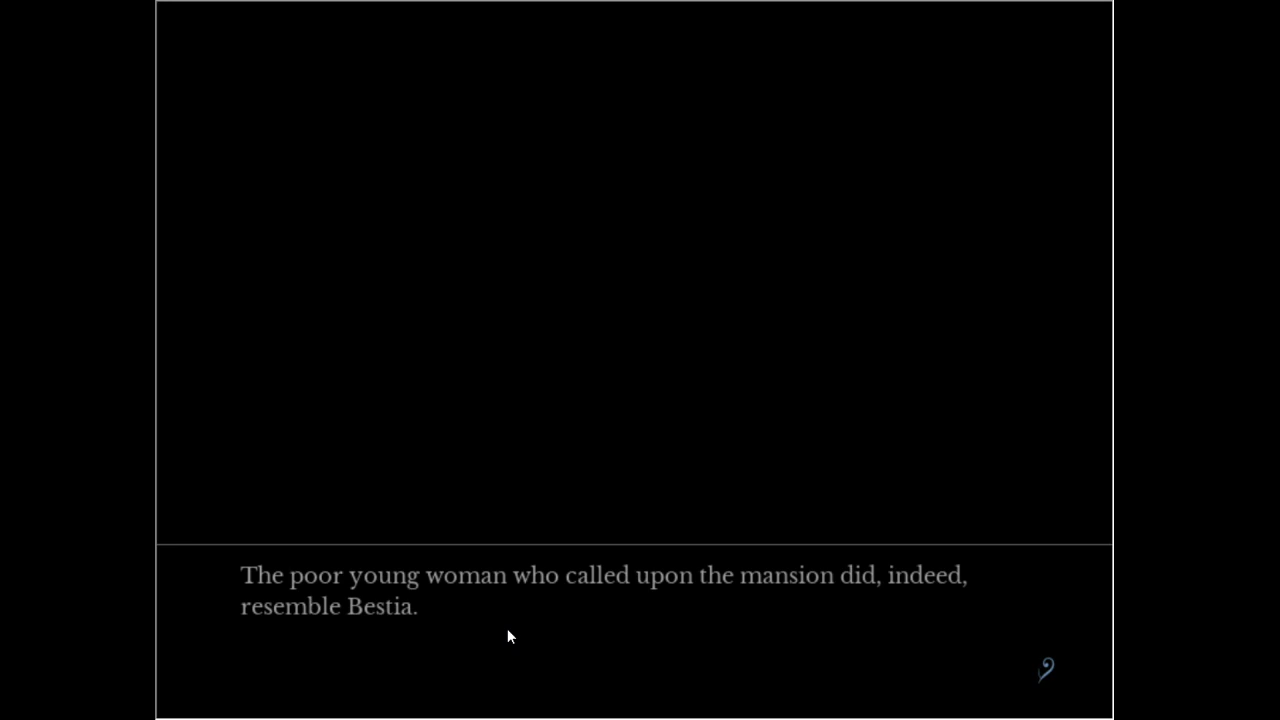 The poor young woman who called upon the mansion did, indeed,
resemble Bestia.